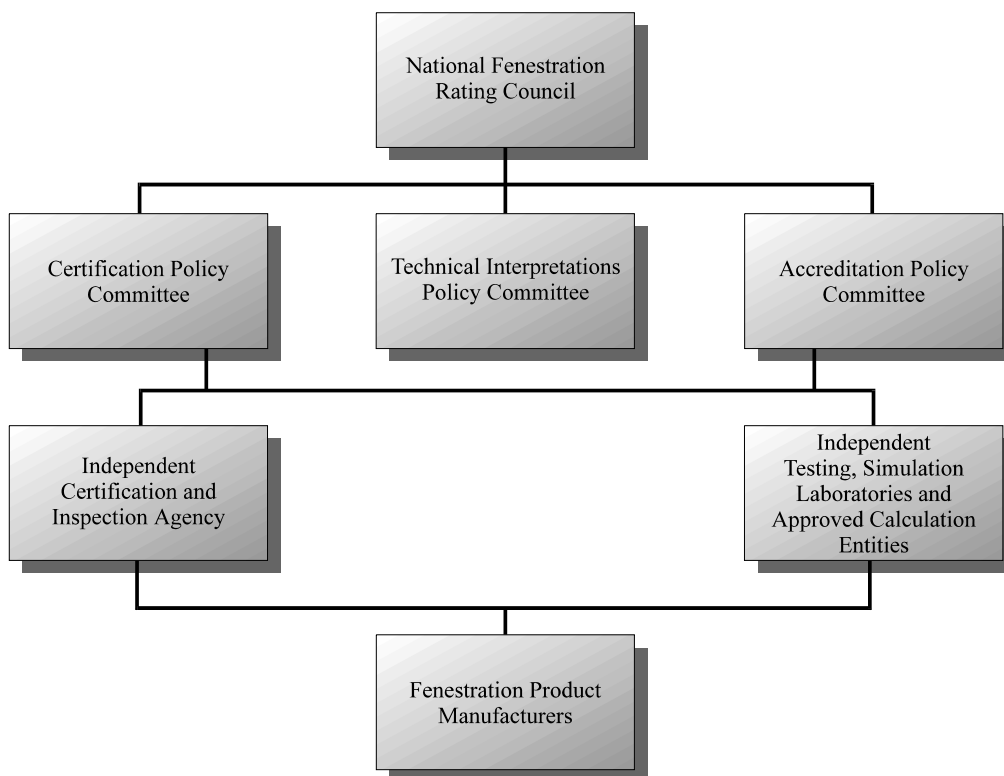 National Fenestration
Rating Council
Certification Policy
Committee
Technical Interpretations
Policy Committee
Accreditation Policy
Committee
Independent
Certification and
Inspection Agency
Independent
Testing, Simulation
Laboratories and
Approved Calculation
Entities
Fenestration Product
Manufacturers